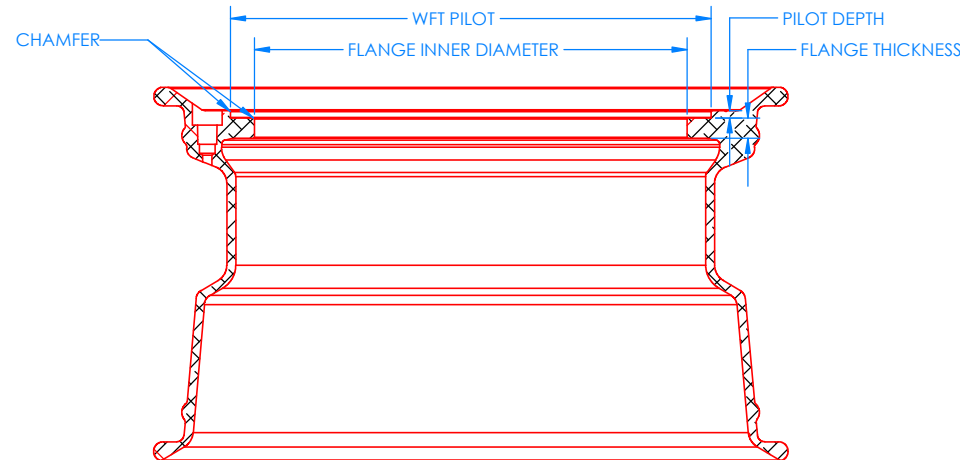 WFT PILOT
PILOT DEPTH
CHAMFER
FLANGE INNER DIAMETER
FLANGE THICKNESS